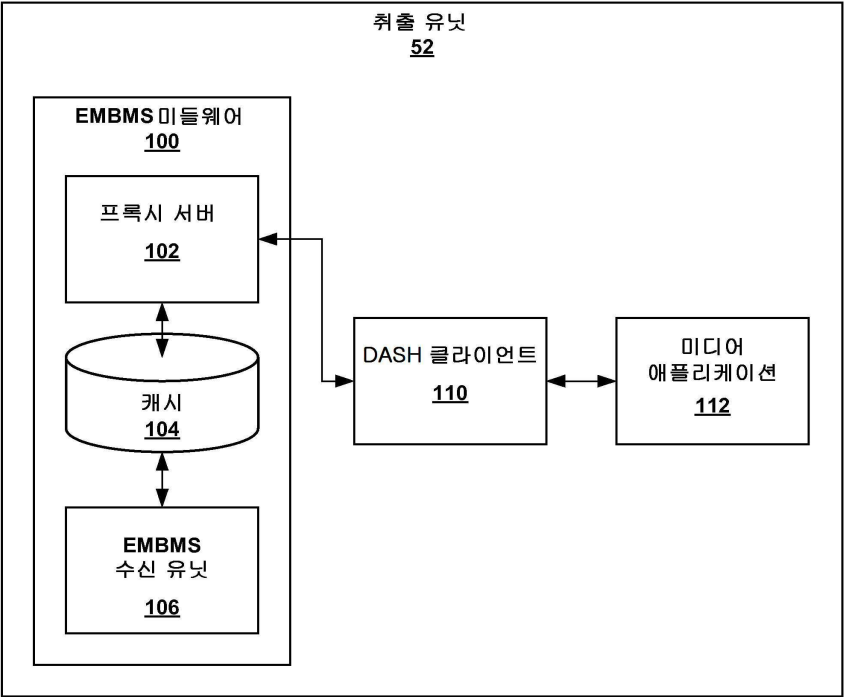 취출 유닛
52
EMBMS 미들웨어
100
프록시 서버
102
캐시
104
EMBMS
수신 유닛
106
DASH 클라이언트
110
미디어
애플리케이션
112